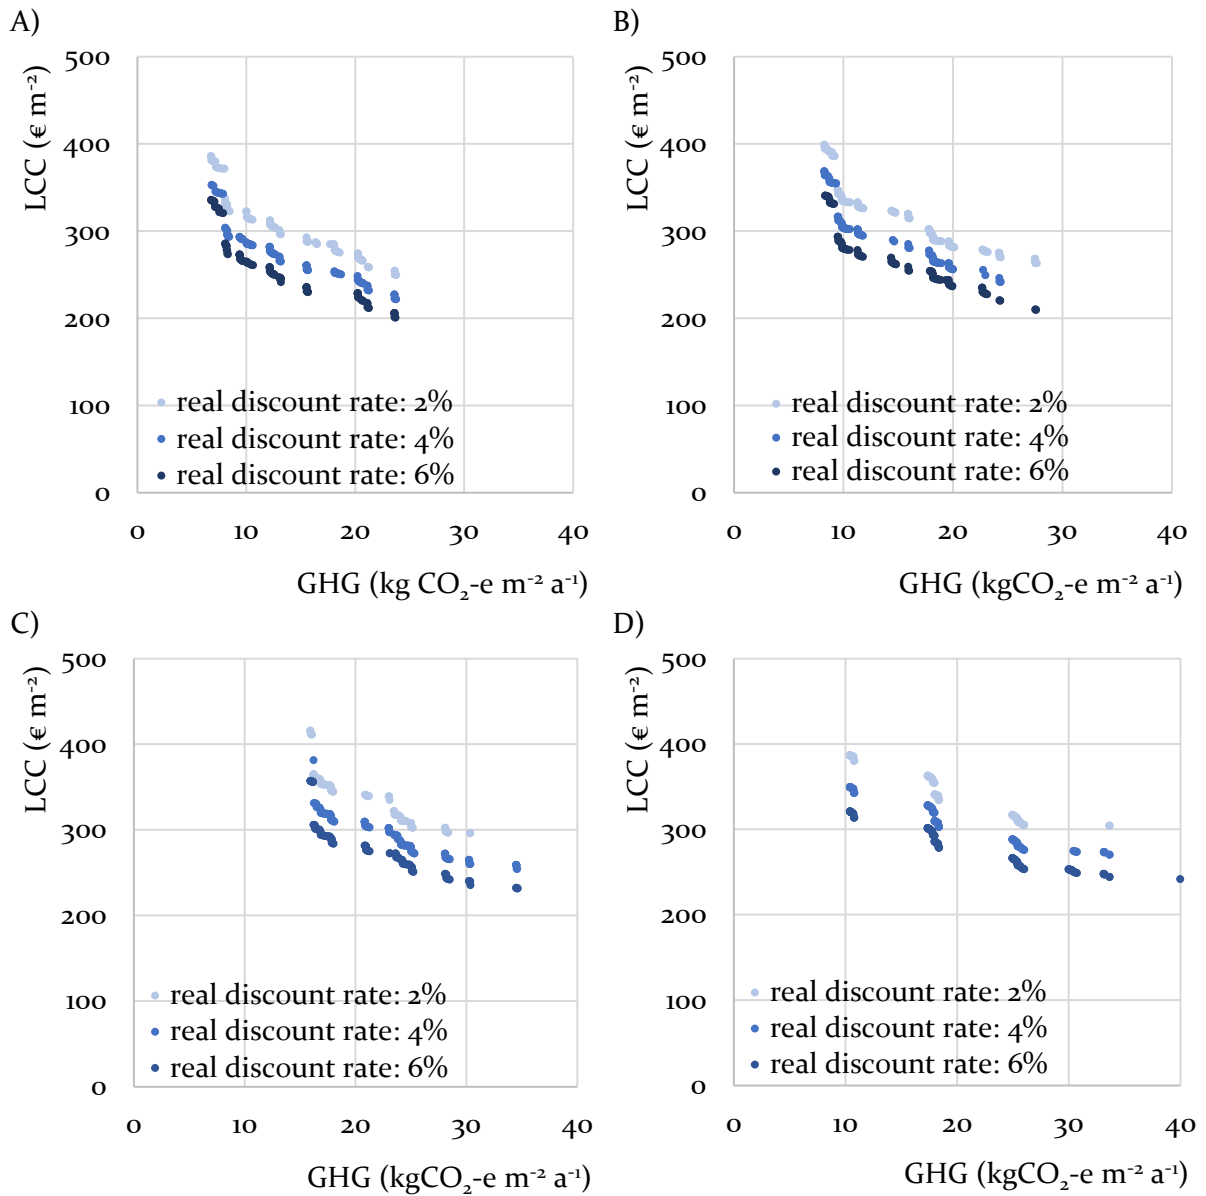 A)
LCC (€ m⁻²)
500
400
300
200
100
0
real discount rate: 2%
real discount rate: 4%
real discount rate: 6%
0 10 20 30 40
GHG (kg CO₂-e m⁻² a⁻¹)
B)
LCC (€ m⁻²)
500
400
300
200
100
0
real discount rate: 2%
real discount rate: 4%
real discount rate: 6%
0 10 20 30 40
GHG (kgCO₂-e m⁻² a⁻¹)
C)
LCC (€ m⁻²)
500
400
300
200
100
0
real discount rate: 2%
real discount rate: 4%
real discount rate: 6%
0 10 20 30 40
GHG (kgCO₂-e m⁻² a⁻¹)
D)
LCC (€ m⁻²)
500
400
300
200
100
0
real discount rate: 2%
real discount rate: 4%
real discount rate: 6%
0 10 20 30 40
GHG (kgCO₂-e m⁻² a⁻¹)